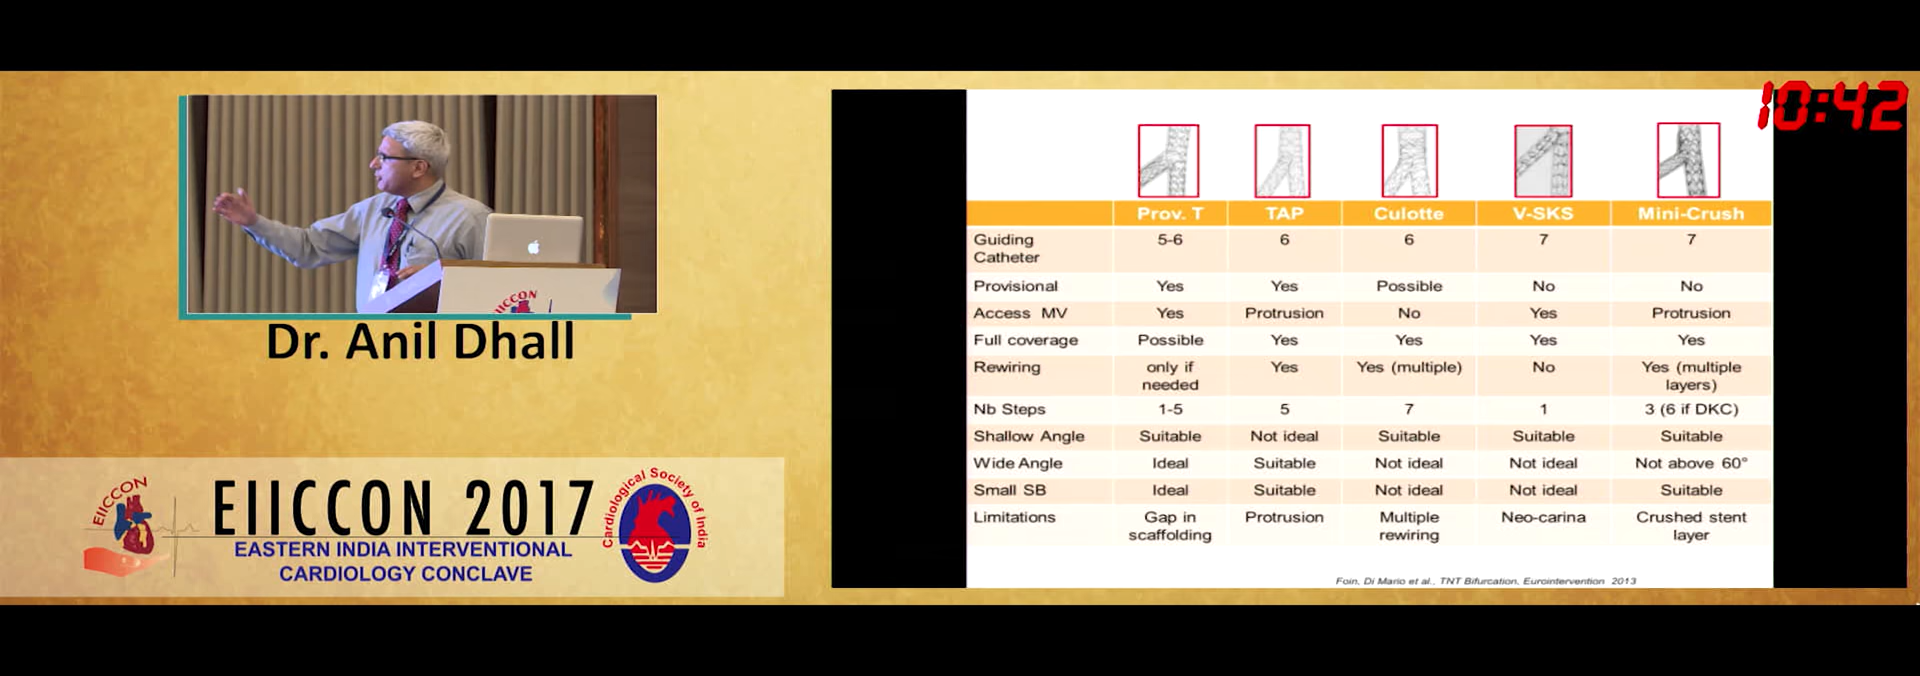 10:42
Dr. Anil Dhall
EIICCON
EIICCON
EIICCON 2017
EASTERN INDIA INTERVENTIONAL
CARDIOLOGY CONCLAVE
Cardiological Society of India
Prov. T TAP Culotte V-SKS Mini-Crush
Guiding Catheter 5-6 6 6 7 7
Provisional Yes Yes Possible No No
Access MV Yes Protrusion No Yes Protrusion
Full coverage Possible Yes Yes Yes Yes
Rewiring only if needed Yes Yes (multiple) No Yes (multiple layers)
Nb Steps 1-5 5 7 1 3 (6 if DKC)
Shallow Angle Suitable Not ideal Suitable Suitable Suitable
Wide Angle Ideal Suitable Not ideal Not ideal Not above 60°
Small SB Ideal Suitable Not ideal Not ideal Suitable
Limitations Gap in scaffolding Protrusion Multiple rewiring Neo-carina Crushed stent layer
Foin, Di Mario et al., TNT Bifurcation, Eurointervention 2013